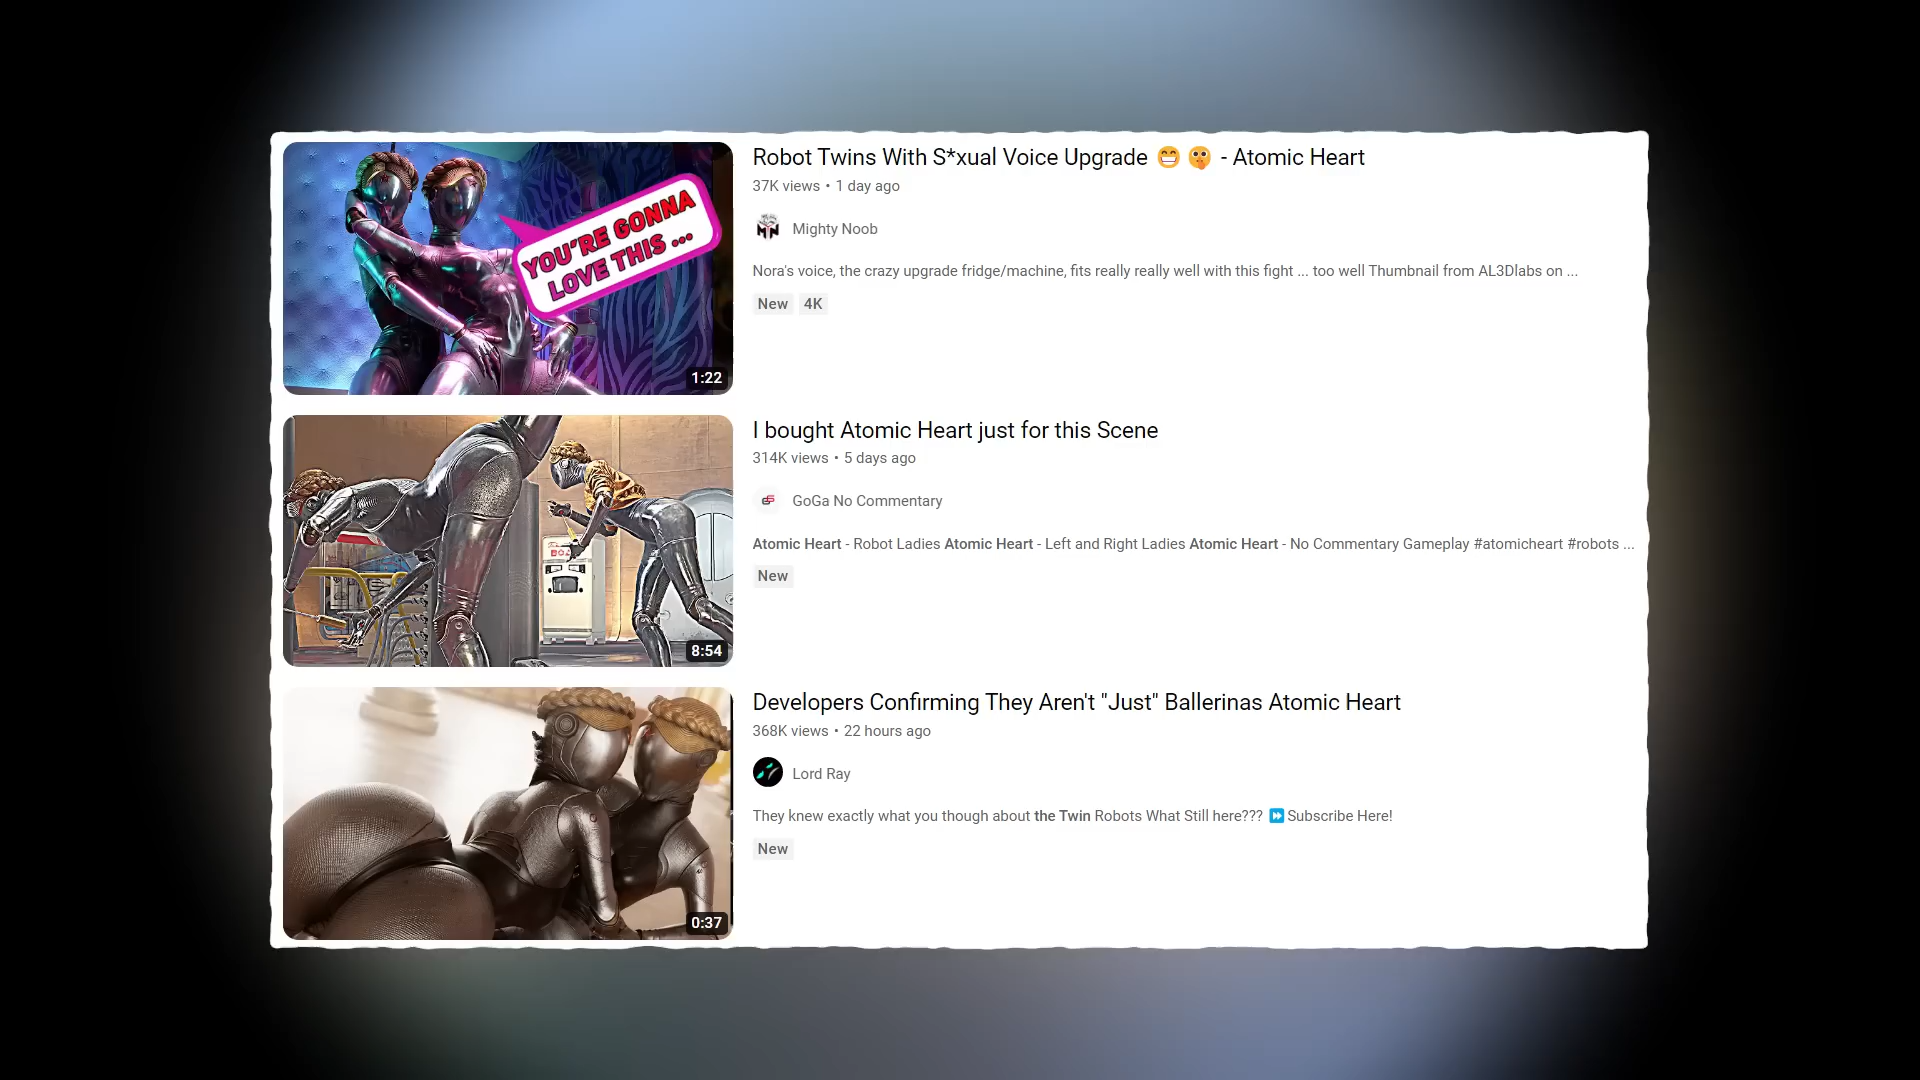 Robot Twins With S*xual Voice Upgrade 😁 🤫 - Atomic Heart
37K views • 1 day ago
Mighty Noob
Nora's voice, the crazy upgrade fridge/machine, fits really really well with this fight ... too well Thumbnail from AL3Dlabs on ...
New 4K
YOU'RE GONNA
LOVE THIS ...
1:22
I bought Atomic Heart just for this Scene
314K views • 5 days ago
GoGa No Commentary
Atomic Heart - Robot Ladies Atomic Heart - Left and Right Ladies Atomic Heart - No Commentary Gameplay #atomicheart #robots ...
New
8:54
Developers Confirming They Aren't "Just" Ballerinas Atomic Heart
368K views • 22 hours ago
Lord Ray
They knew exactly what you though about the Twin Robots What Still here??? ⏩ Subscribe Here!
New
0:37